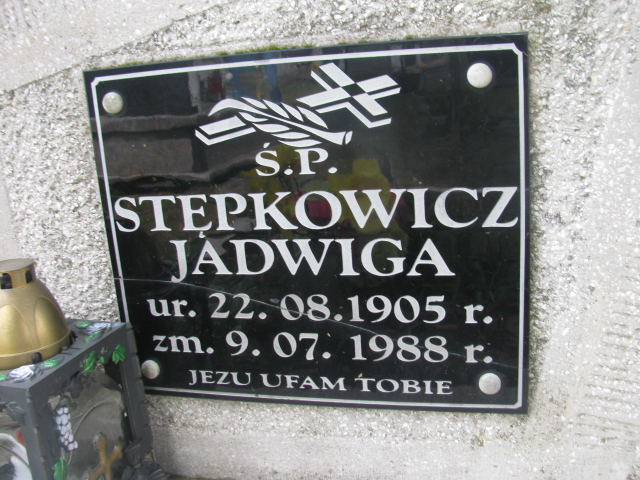 Ś.P.
STĘPKOWICZ
JADWIGA
ur. 22. 08. 1905 r.
zm. 9. 07. 1988 r.
JEZU UFAM TOBIE